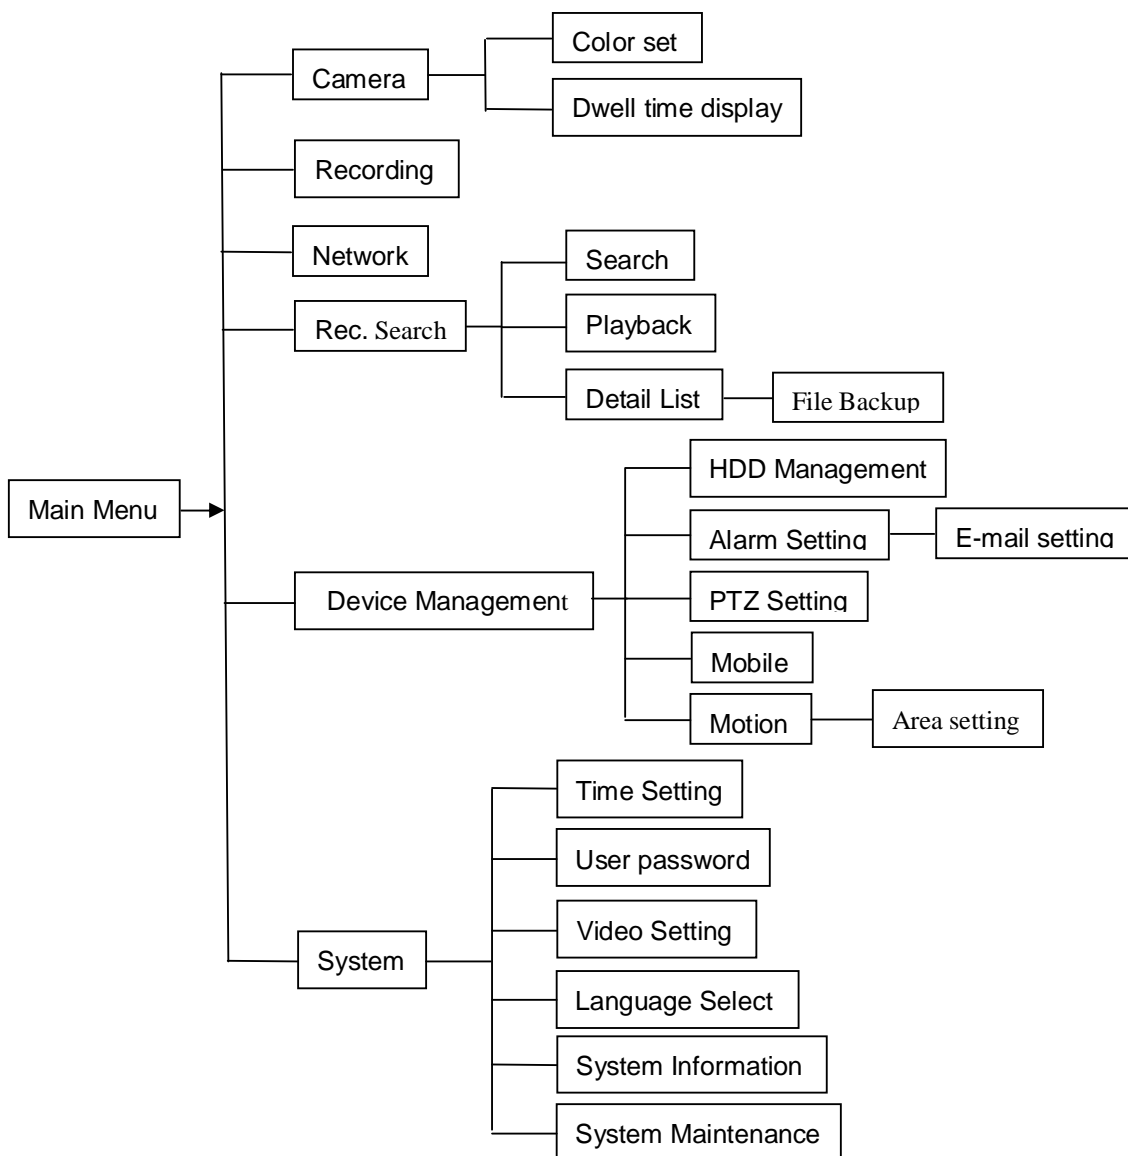 Color set
Camera
Dwell time display
Recording
Network
Search
Rec. Search
Playback
Detail List
File Backup
HDD Management
Main Menu
Alarm Setting
E-mail setting
Device Management
PTZ Setting
Mobile
Motion
Area setting
Time Setting
User password
Video Setting
System
Language Select
System Information
System Maintenance